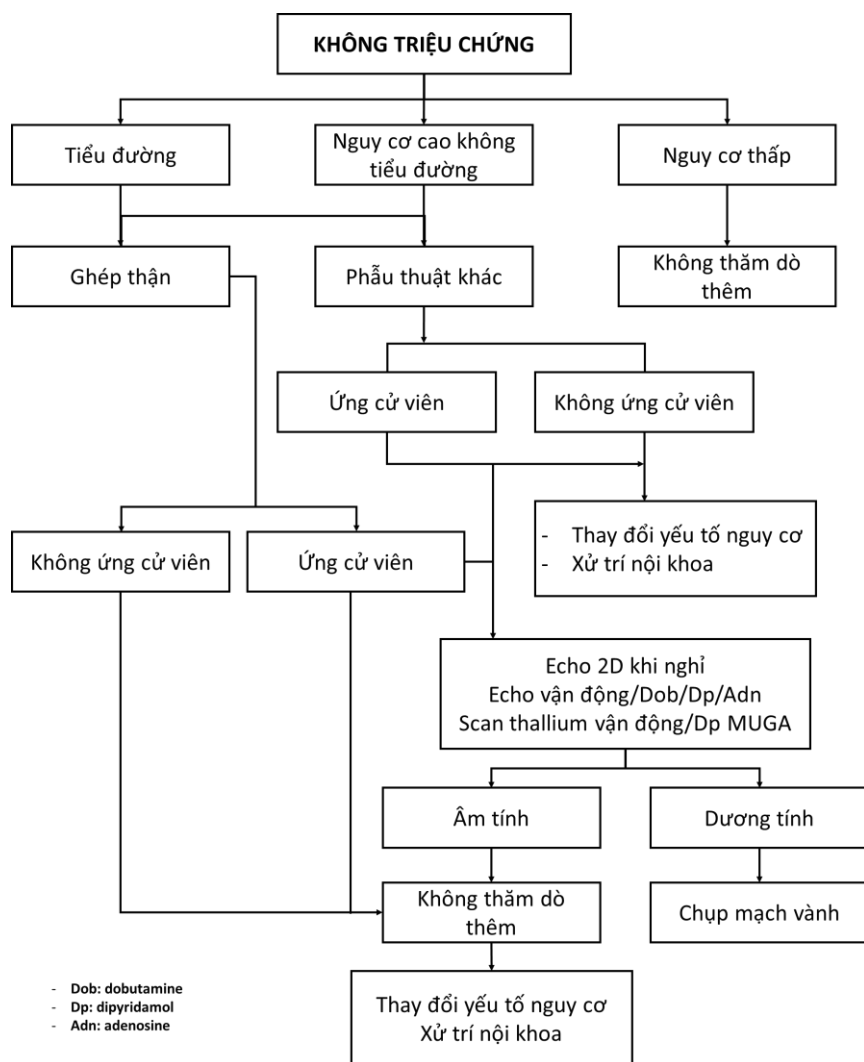 KHÔNG TRIỆU CHỨNG
Tiểu đường
Nguy cơ cao không
tiểu đường
Nguy cơ thấp
Ghép thận
Phẫu thuật khác
Không thăm dò
thêm
Ứng cử viên
Không ứng cử viên
- Thay đổi yếu tố nguy cơ
- Xử trí nội khoa
Không ứng cử viên
Ứng cử viên
Echo 2D khi nghỉ
Echo vận động/Dob/Dp/Adn
Scan thallium vận động/Dp MUGA
Âm tính
Dương tính
Không thăm dò
thêm
Chụp mạch vành
Thay đổi yếu tố nguy cơ
Xử trí nội khoa
- Dob: dobutamine
- Dp: dipyridamol
- Adn: adenosine